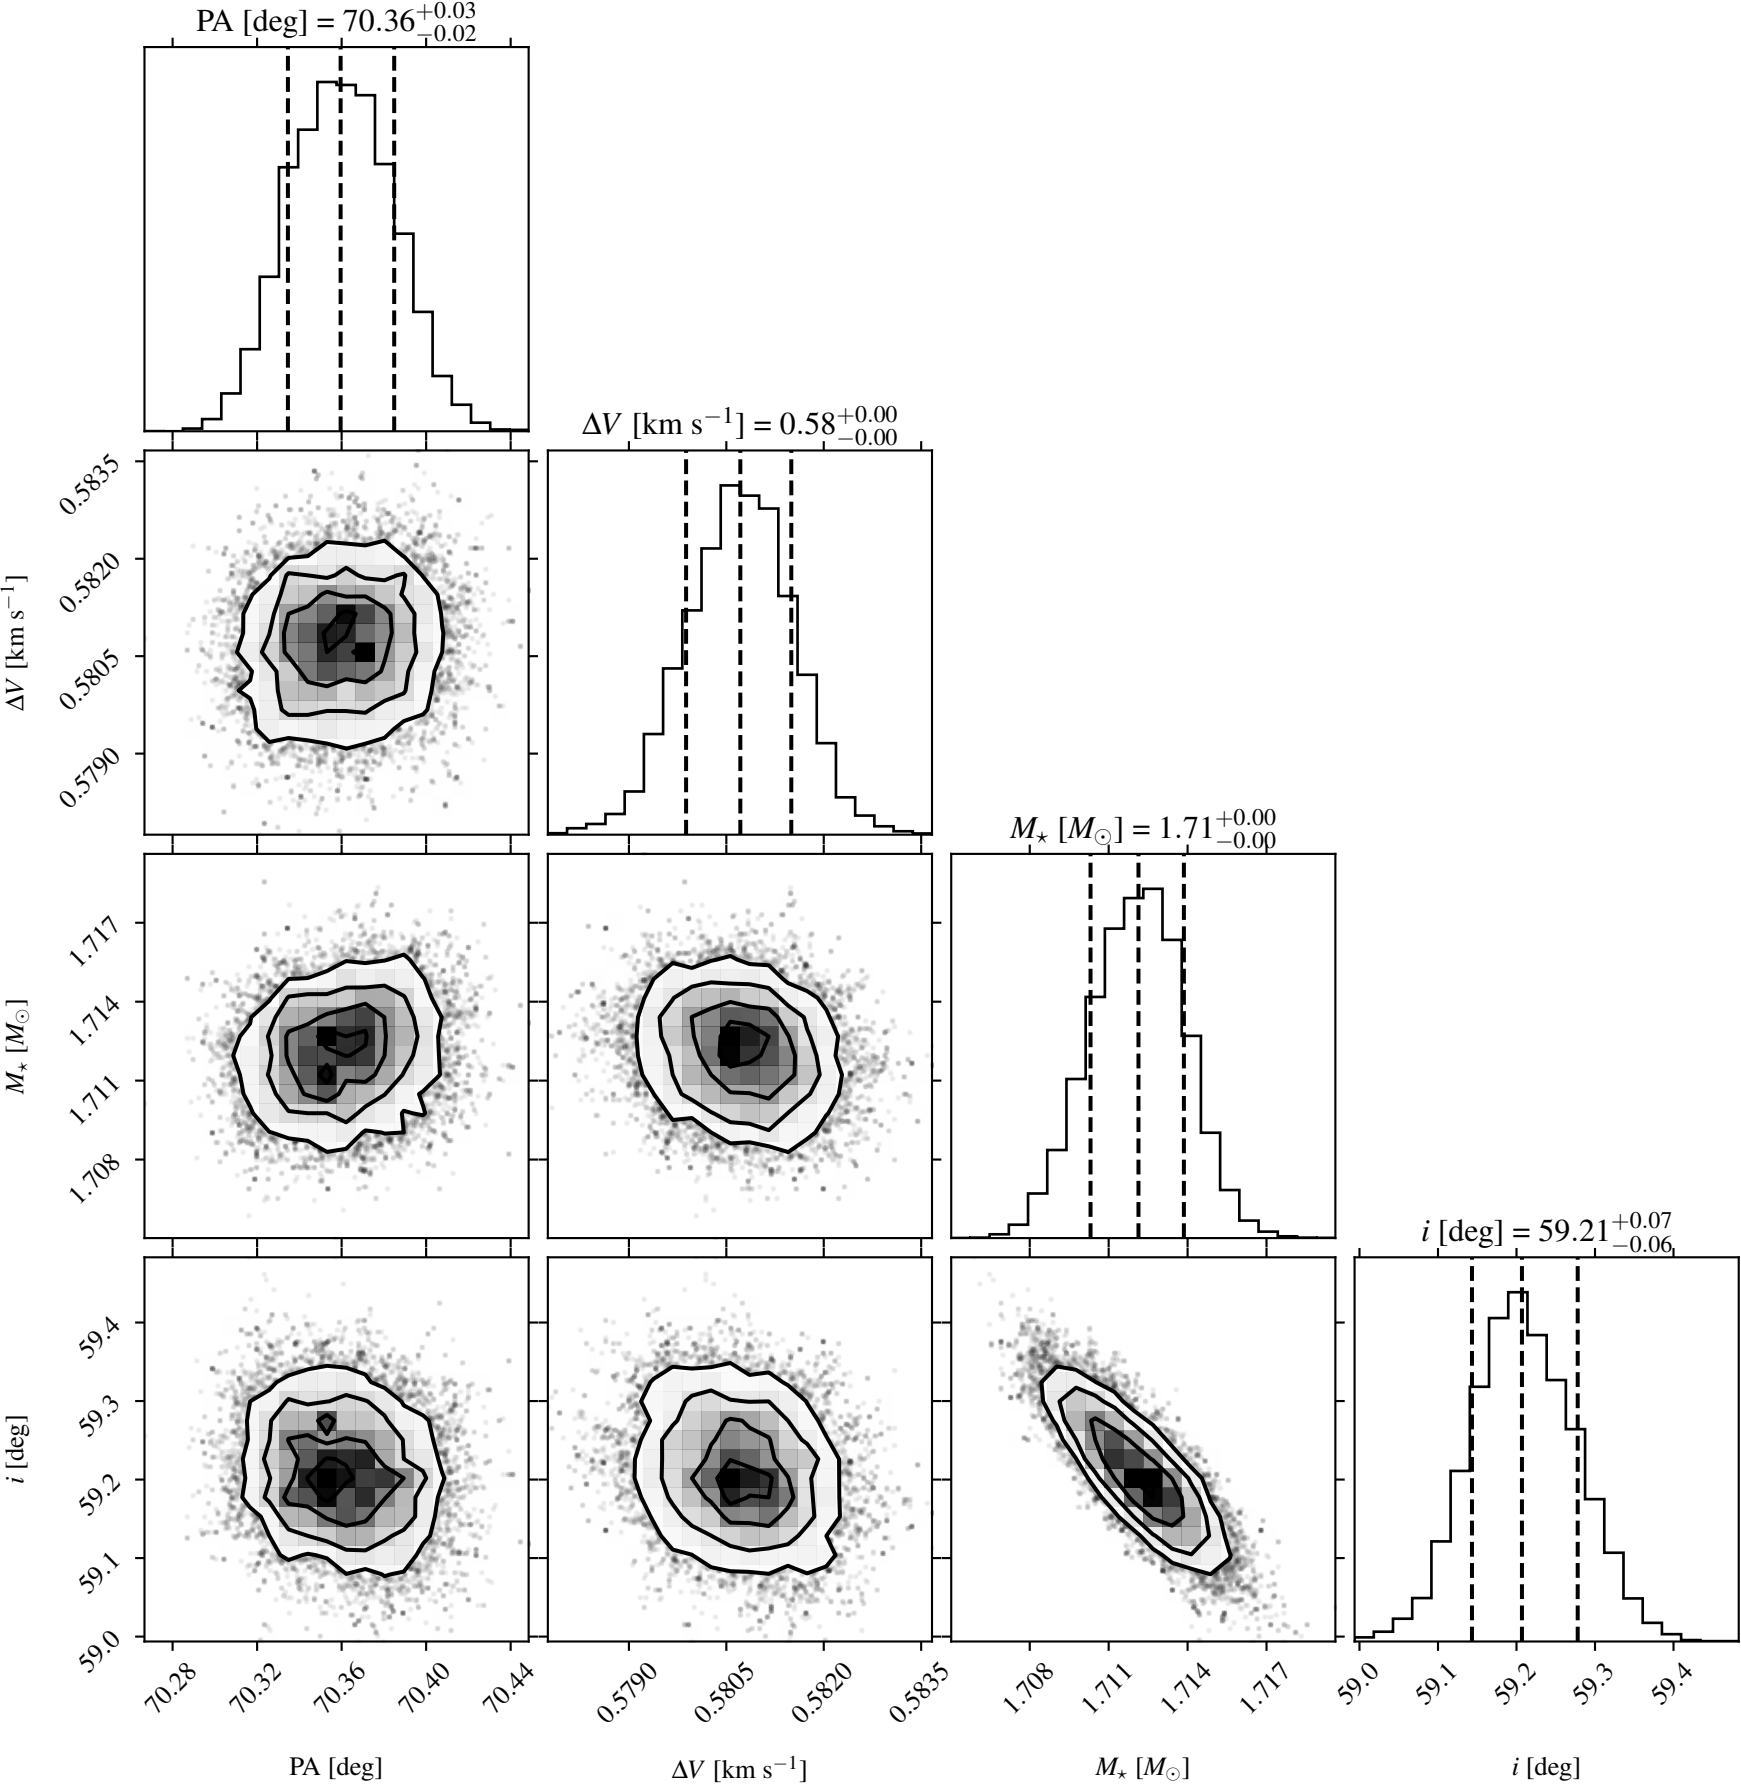 PA [deg] = 70.36+0.03−0.02
ΔV [km s−1] = 0.58+0.00−0.00
0.5835
0.5820
0.5805
0.5790
ΔV [km s−1]
M⋆ [M⊙] = 1.71+0.00−0.00
1.717
1.714
1.711
1.708
M⋆ [M⊙]
i [deg] = 59.21+0.07−0.06
59.4
59.3
59.2
59.1
59.0
i [deg]
70.28 70.32 70.36 70.40 70.44 0.5790 0.5805 0.5820 0.5835 1.708 1.711 1.714 1.717 59.0 59.1 59.2 59.3 59.4
PA [deg] ΔV [km s−1] M⋆ [M⊙] i [deg]